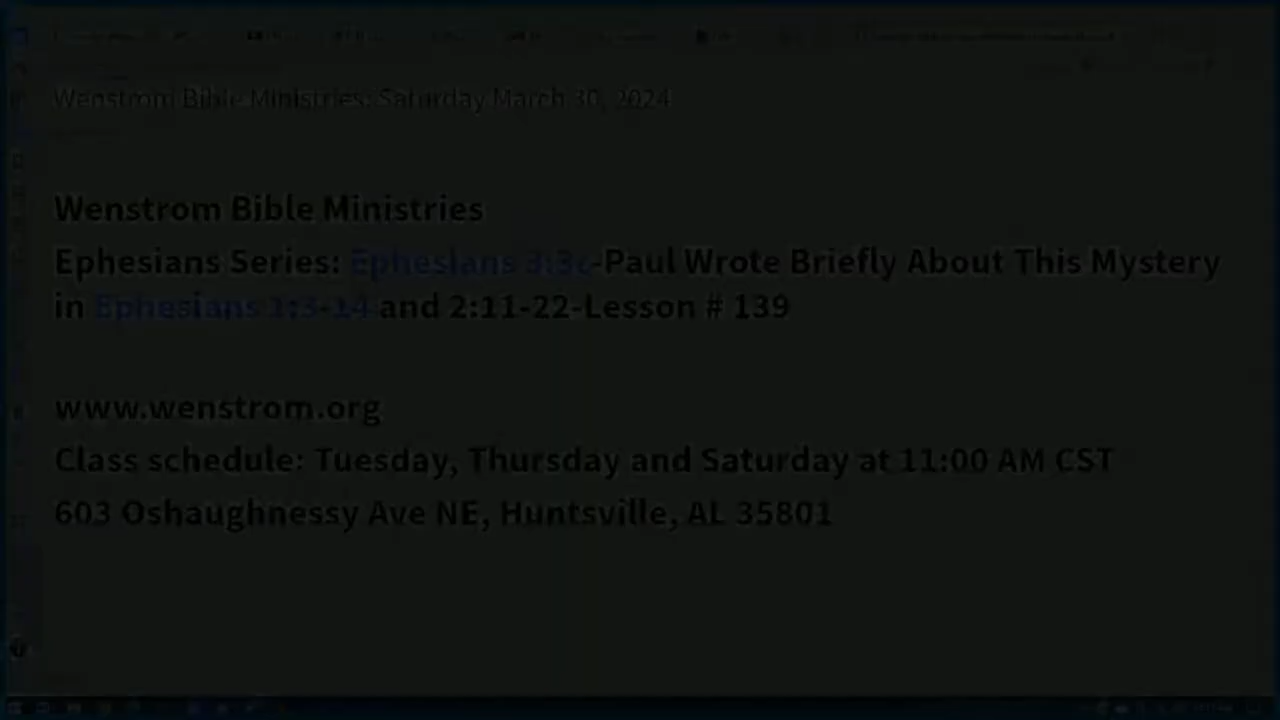 Wenstrom Bible Ministries: Saturday March 30, 2024
Wenstrom Bible Ministries
Ephesians Series: Ephesians 3:3c-Paul Wrote Briefly About This Mystery
in Ephesians 1:3-14 and 2:11-22-Lesson # 139
www.wenstrom.org
Class schedule: Tuesday, Thursday and Saturday at 11:00 AM CST
603 Oshaughnessy Ave NE, Huntsville, AL 35801